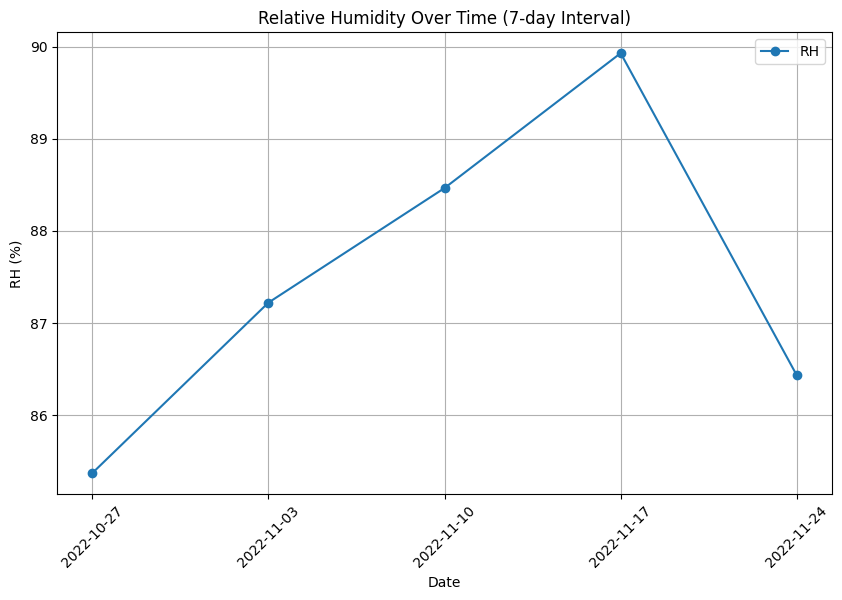 Relative Humidity Over Time (7-day Interval)
RH
90
89
88
87
86
RH (%)
2022-10-27
2022-11-03
2022-11-10
2022-11-17
2022-11-24
Date